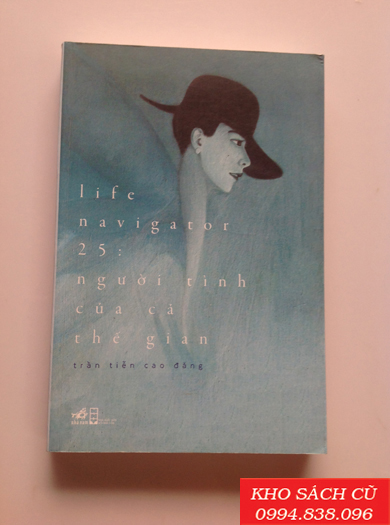 life
navigator
25:
người tình
của cả
thế gian
trần tiễn cao đăng
KHO SÁCH CŨ
0994.838.096